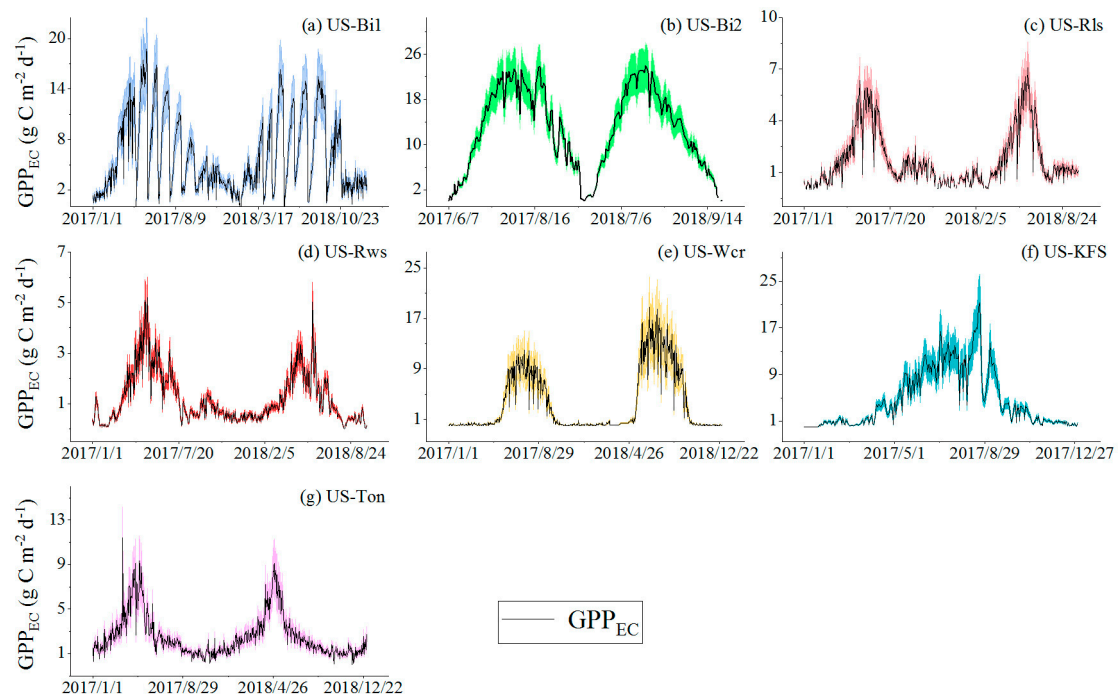 (a) US-Bi1
GPP_EC (g C m⁻² d⁻¹)
20
14
8
2
2017/1/1 2017/8/9 2018/3/17 2018/10/23
(b) US-Bi2
26
18
10
2
2017/6/7 2017/8/16 2018/7/6 2018/9/14
(c) US-Rls
10
7
4
1
2017/1/1 2017/7/20 2018/2/5 2018/8/24
(d) US-Rws
GPP_EC (g C m⁻² d⁻¹)
7
5
3
1
2017/1/1 2017/7/20 2018/2/5 2018/8/24
(e) US-Wcr
25
17
9
1
2017/1/1 2017/8/29 2018/4/26 2018/12/22
(f) US-KFS
25
17
9
1
2017/1/1 2017/5/1 2017/8/29 2017/12/27
(g) US-Ton
GPP_EC (g C m⁻² d⁻¹)
13
9
5
1
2017/1/1 2017/8/29 2018/4/26 2018/12/22
GPP_EC